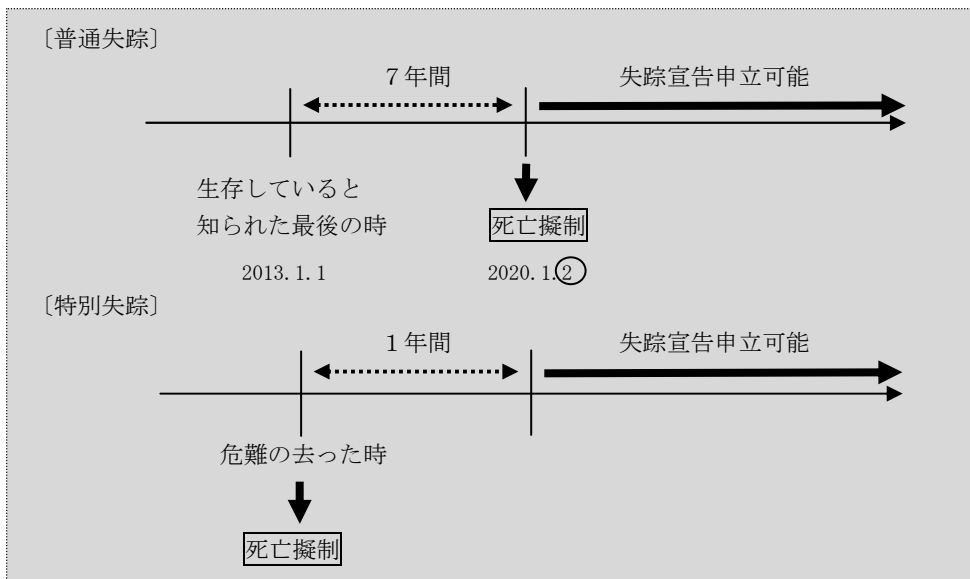 〔普通失踪〕
７年間
失踪宣告申立可能
生存していると
知られた最後の時
死亡擬制
2013.1.1
2020.1.2
〔特別失踪〕
１年間
失踪宣告申立可能
危難の去った時
死亡擬制